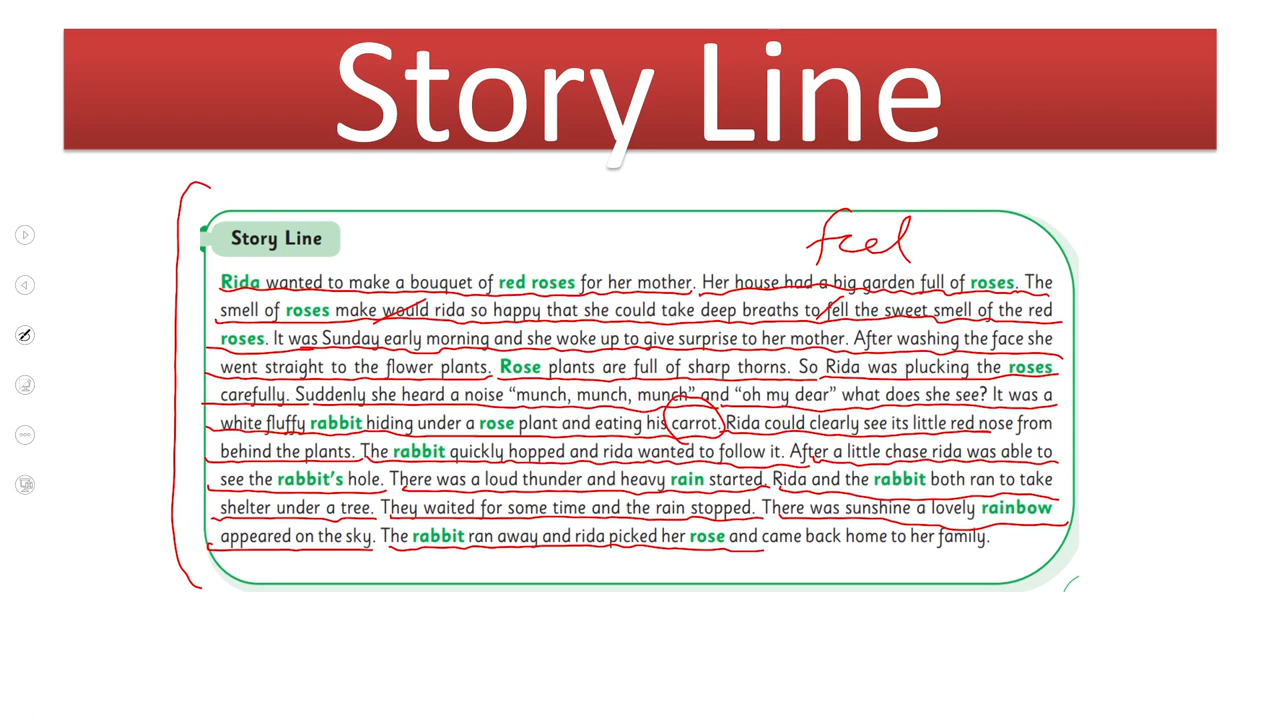 Story Line
feel
Story Line
Rida wanted to make a bouquet of red roses for her mother. Her house had a big garden full of roses. The
smell of roses make would rida so happy that she could take deep breaths to fell the sweet smell of the red
roses. It was Sunday early morning and she woke up to give surprise to her mother. After washing the face she
went straight to the flower plants. Rose plants are full of sharp thorns. So Rida was plucking the roses
carefully. Suddenly she heard a noise “munch, munch, munch” and “oh my dear” what does she see? It was a
white fluffy rabbit hiding under a rose plant and eating his carrot. Rida could clearly see its little red nose from
behind the plants. The rabbit quickly hopped and rida wanted to follow it. After a little chase rida was able to
see the rabbit’s hole. There was a loud thunder and heavy rain started. Rida and the rabbit both ran to take
shelter under a tree. They waited for some time and the rain stopped. There was sunshine a lovely rainbow
appeared on the sky. The rabbit ran away and rida picked her rose and came back home to her family.